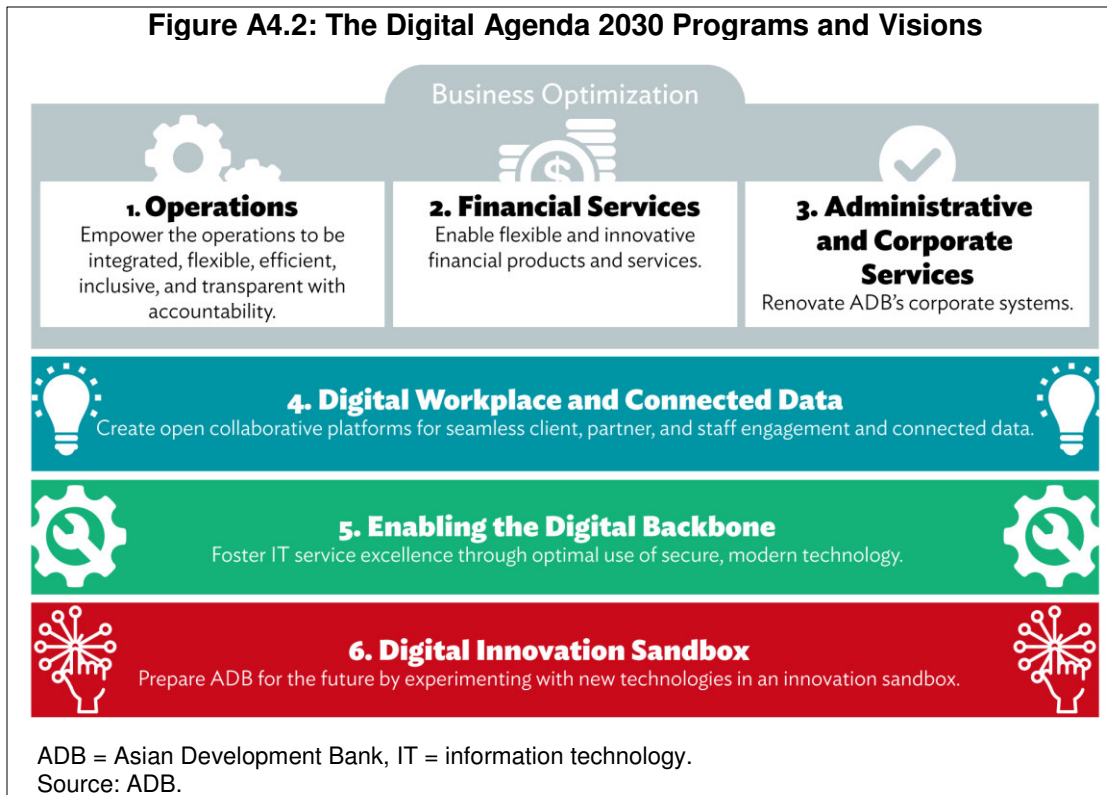 Figure A4.2: The Digital Agenda 2030 Programs and Visions
Business Optimization
$
1. Operations
Empower the operations to be
integrated, flexible, efficient,
inclusive, and transparent with
accountability.
2. Financial Services
Enable flexible and innovative
financial products and services.
3. Administrative
and Corporate
Services
Renovate ADB's corporate systems.
4. Digital Workplace and Connected Data
Create open collaborative platforms for seamless client, partner, and staff engagement and connected data.
5. Enabling the Digital Backbone
Foster IT service excellence through optimal use of secure, modern technology.
6. Digital Innovation Sandbox
Prepare ADB for the future by experimenting with new technologies in an innovation sandbox.
ADB = Asian Development Bank, IT = information technology.
Source: ADB.